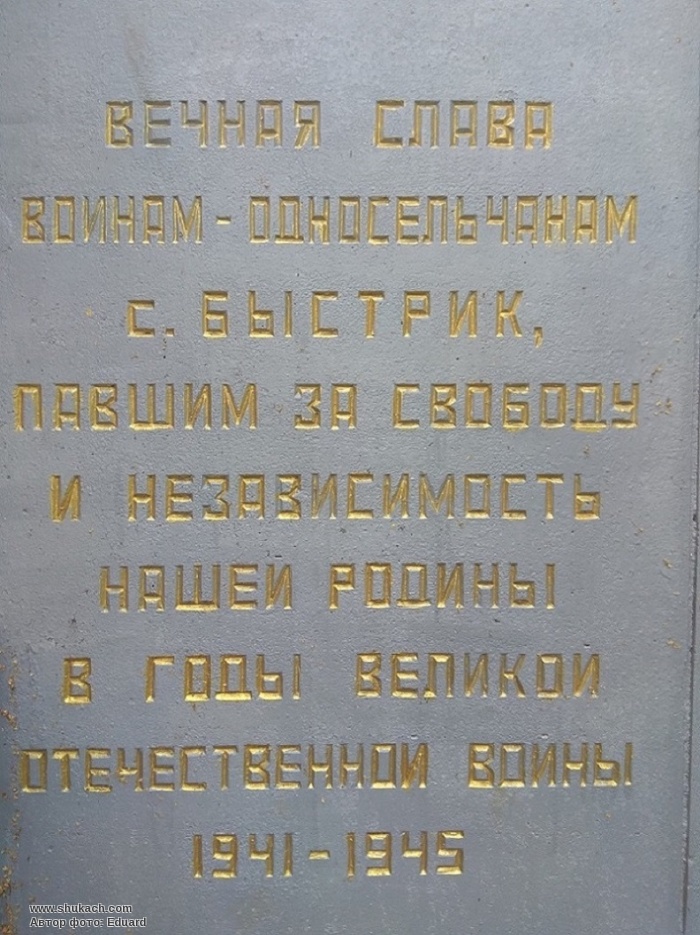 ВЕЧНАЯ СЛАВА
ВОИНАМ - ОДНОСЕЛЬЧАНАМ
с. БЫСТРИК,
ПАВШИМ ЗА СВОБОДУ
И НЕЗАВИСИМОСТЬ
НАШЕЙ РОДИНЫ
В ГОДЫ ВЕЛИКОЙ
ОТЕЧЕСТВЕННОЙ ВОЙНЫ
1941-1945
www.shukach.com
Автор фото: Eduard